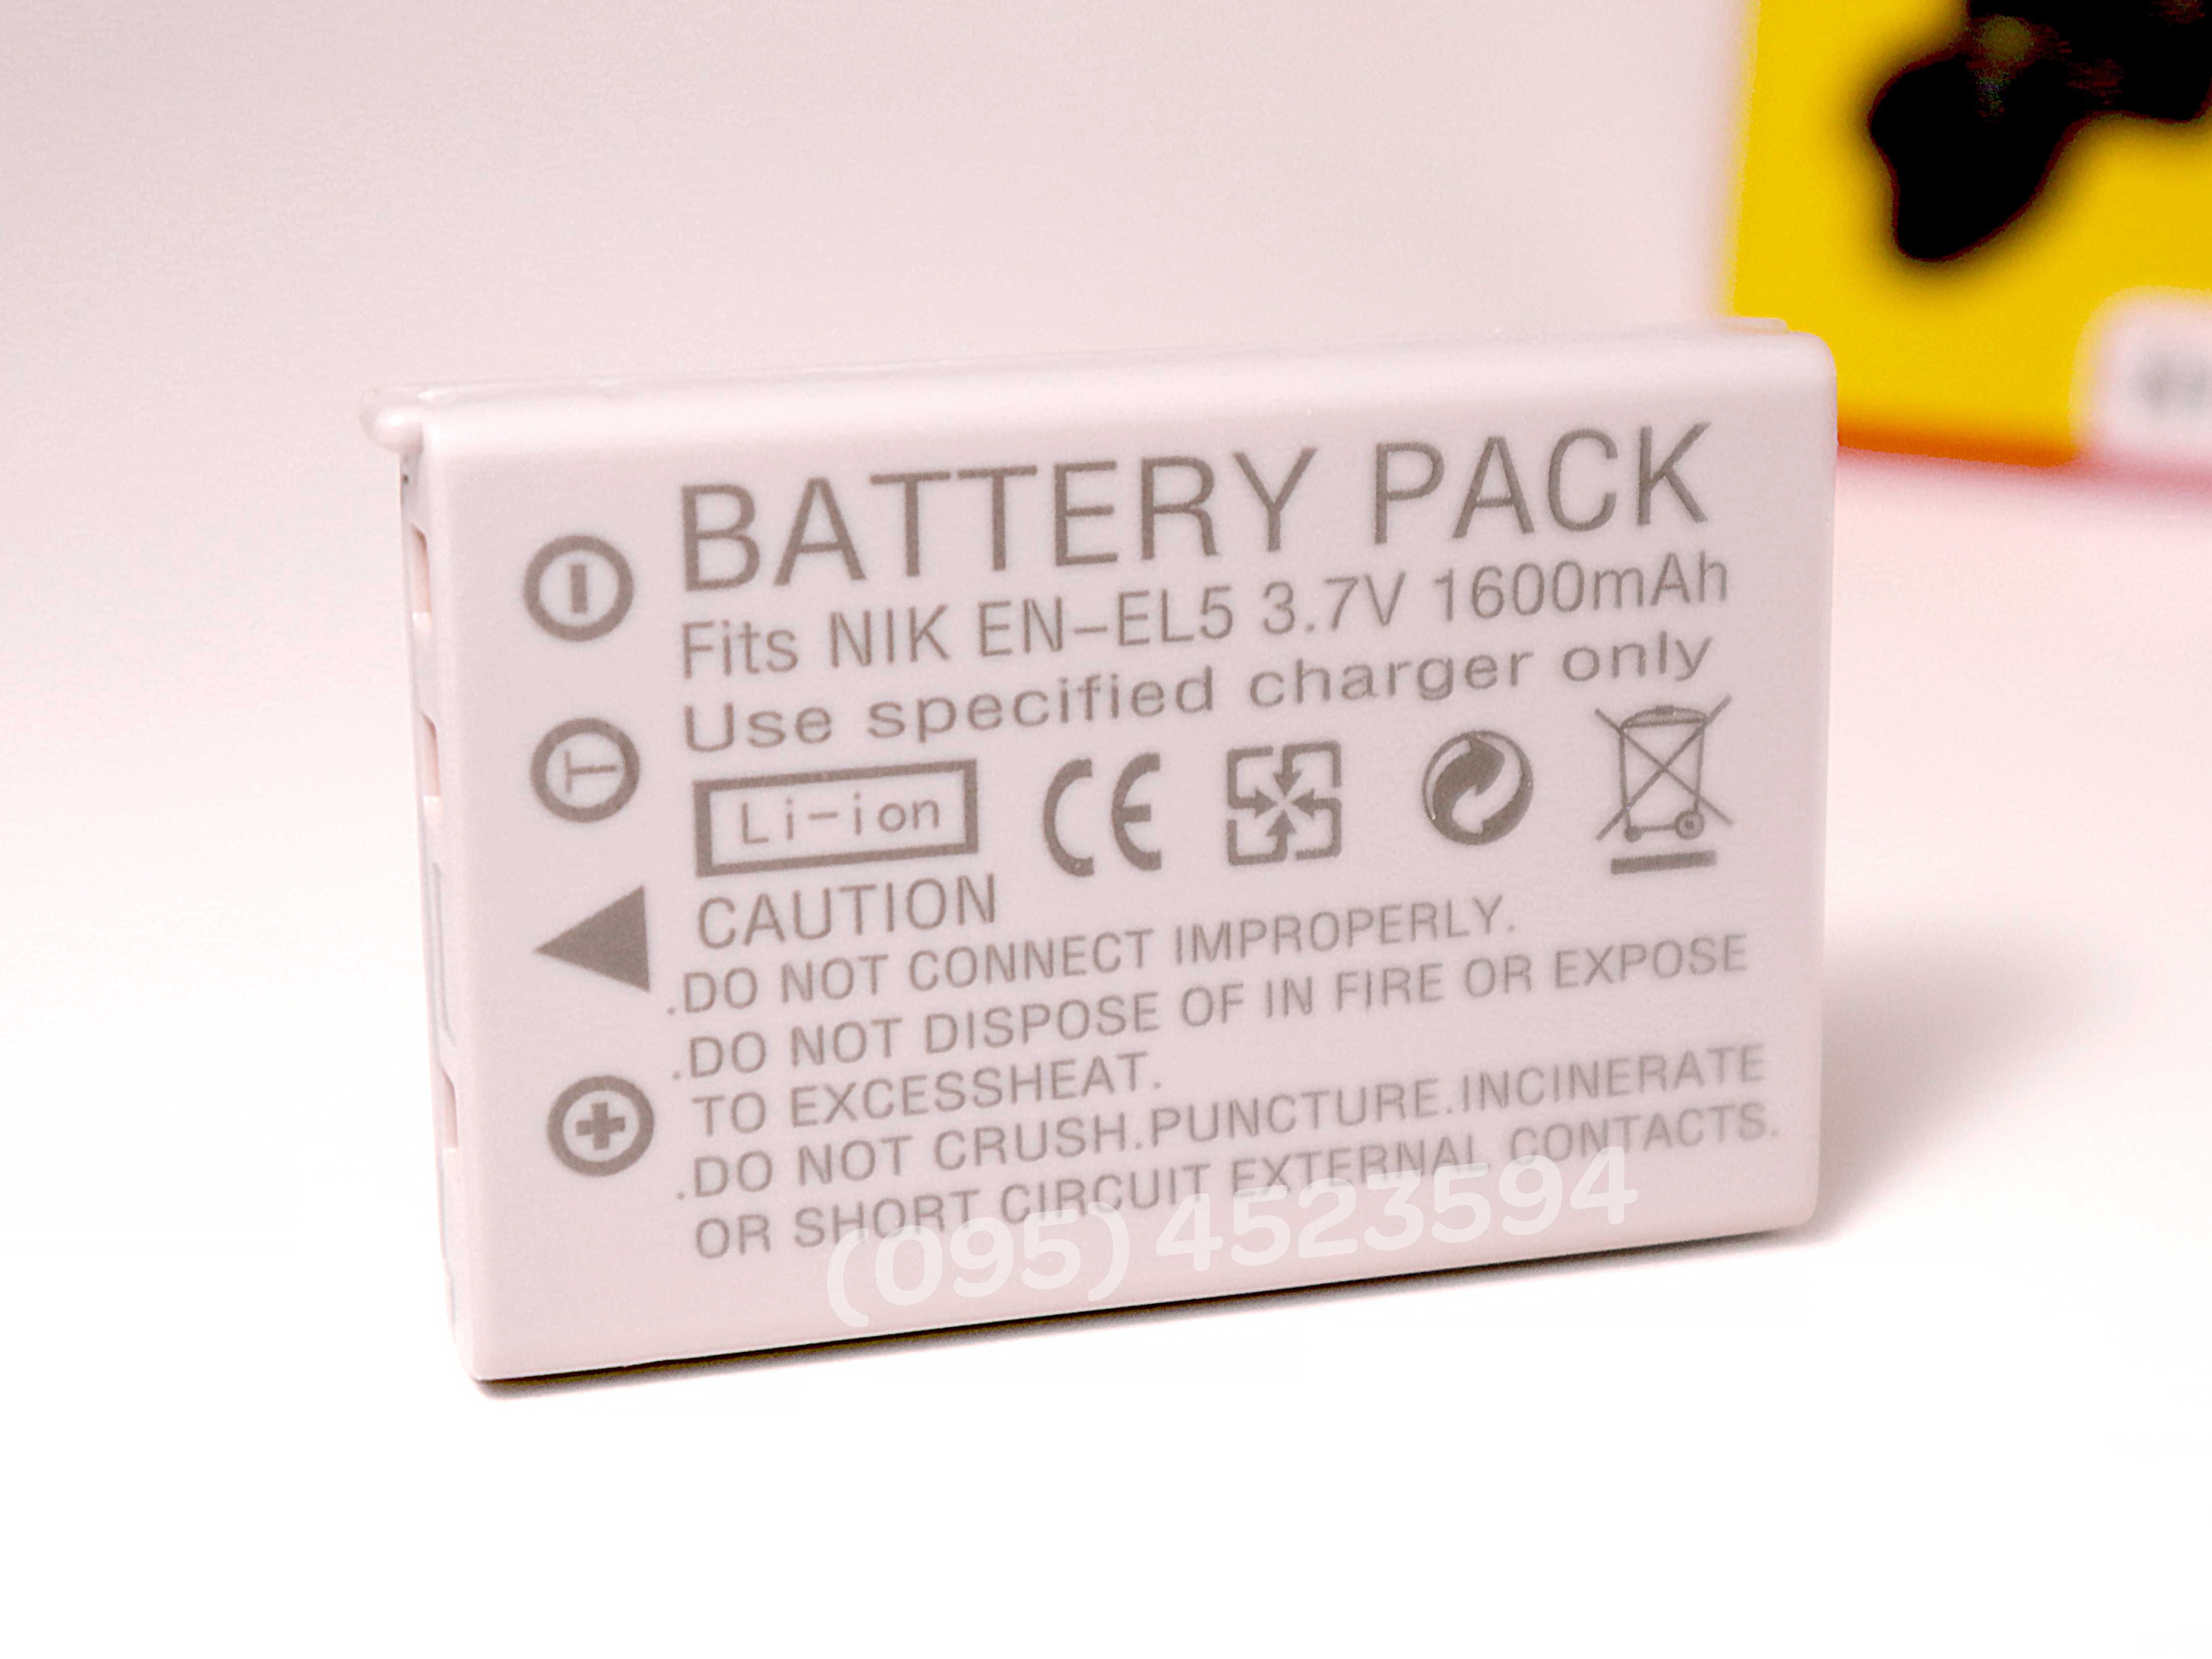 BATTERY PACK
Fits NIK EN-EL5 3.7V 1600mAh
Use specified charger only
Li-ion CE
CAUTION
.DO NOT CONNECT IMPROPERLY.
.DO NOT DISPOSE OF IN FIRE OR EXPOSE
TO EXCESSHEAT.
.DO NOT CRUSH.PUNCTURE.INCINERATE
OR SHORT CIRCUIT EXTERNAL CONTACTS.
(095) 4523594
T